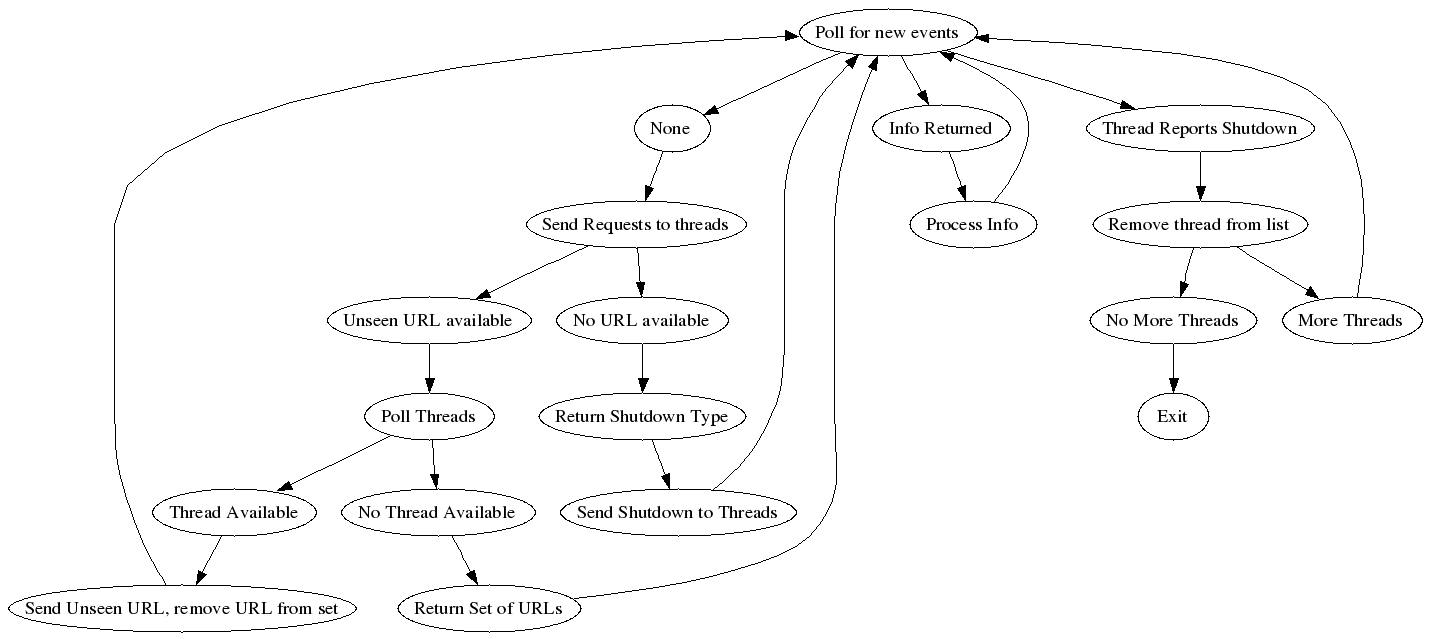 Poll for new events
None
Info Returned
Thread Reports Shutdown
Send Requests to threads
Process Info
Remove thread from list
Unseen URL available
No URL available
No More Threads
More Threads
Poll Threads
Return Shutdown Type
Exit
Thread Available
No Thread Available
Send Shutdown to Threads
Send Unseen URL, remove URL from set
Return Set of URLs